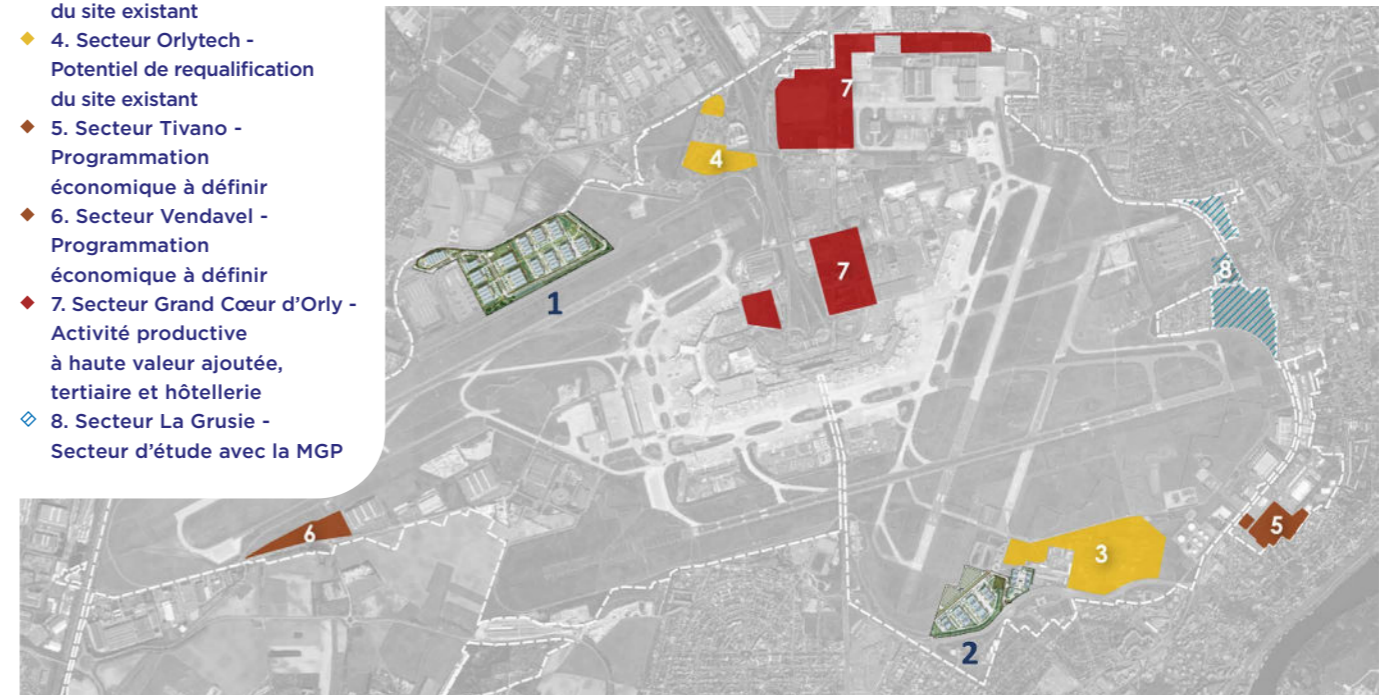 du site existant
4. Secteur Orlytech -
Potentiel de requalification
du site existant
5. Secteur Tivano -
Programmation
économique à définir
6. Secteur Vendavel -
Programmation
économique à définir
7. Secteur Grand Cœur d’Orly -
Activité productive
à haute valeur ajoutée,
tertiaire et hôtellerie
8. Secteur La Grusie -
Secteur d’étude avec la MGP
7
4
1
7
8
6
5
3
2